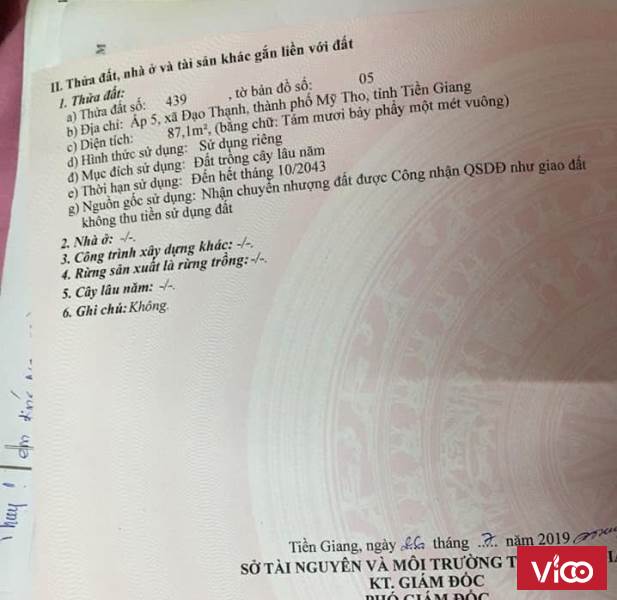 II. Thửa đất, nhà ở và tài sản khác gắn liền với đất
1. Thửa đất:
a) Thửa đất số: 439 , tờ bản đồ số: 05
b) Địa chỉ: Ấp 5, xã Đạo Thạnh, thành phố Mỹ Tho, tỉnh Tiền Giang
c) Diện tích: 87,1m², (bằng chữ: Tám mươi bảy phẩy một mét vuông)
d) Hình thức sử dụng: Sử dụng riêng
đ) Mục đích sử dụng: Đất trồng cây lâu năm
e) Thời hạn sử dụng: Đến hết tháng 10/2043
g) Nguồn gốc sử dụng: Nhận chuyển nhượng đất được Công nhận QSDĐ như giao đất
không thu tiền sử dụng đất
2. Nhà ở: -/-.
3. Công trình xây dựng khác: -/-.
4. Rừng sản xuất là rừng trồng: -/-.
5. Cây lâu năm: -/-.
6. Ghi chú: Không.
Tiền Giang, ngày tháng ..7.. năm 2019
SỞ TÀI NGUYÊN VÀ MÔI TRƯỜNG T
KT. GIÁM ĐỐC
PHÓ GIÁM ĐỐC
VICO